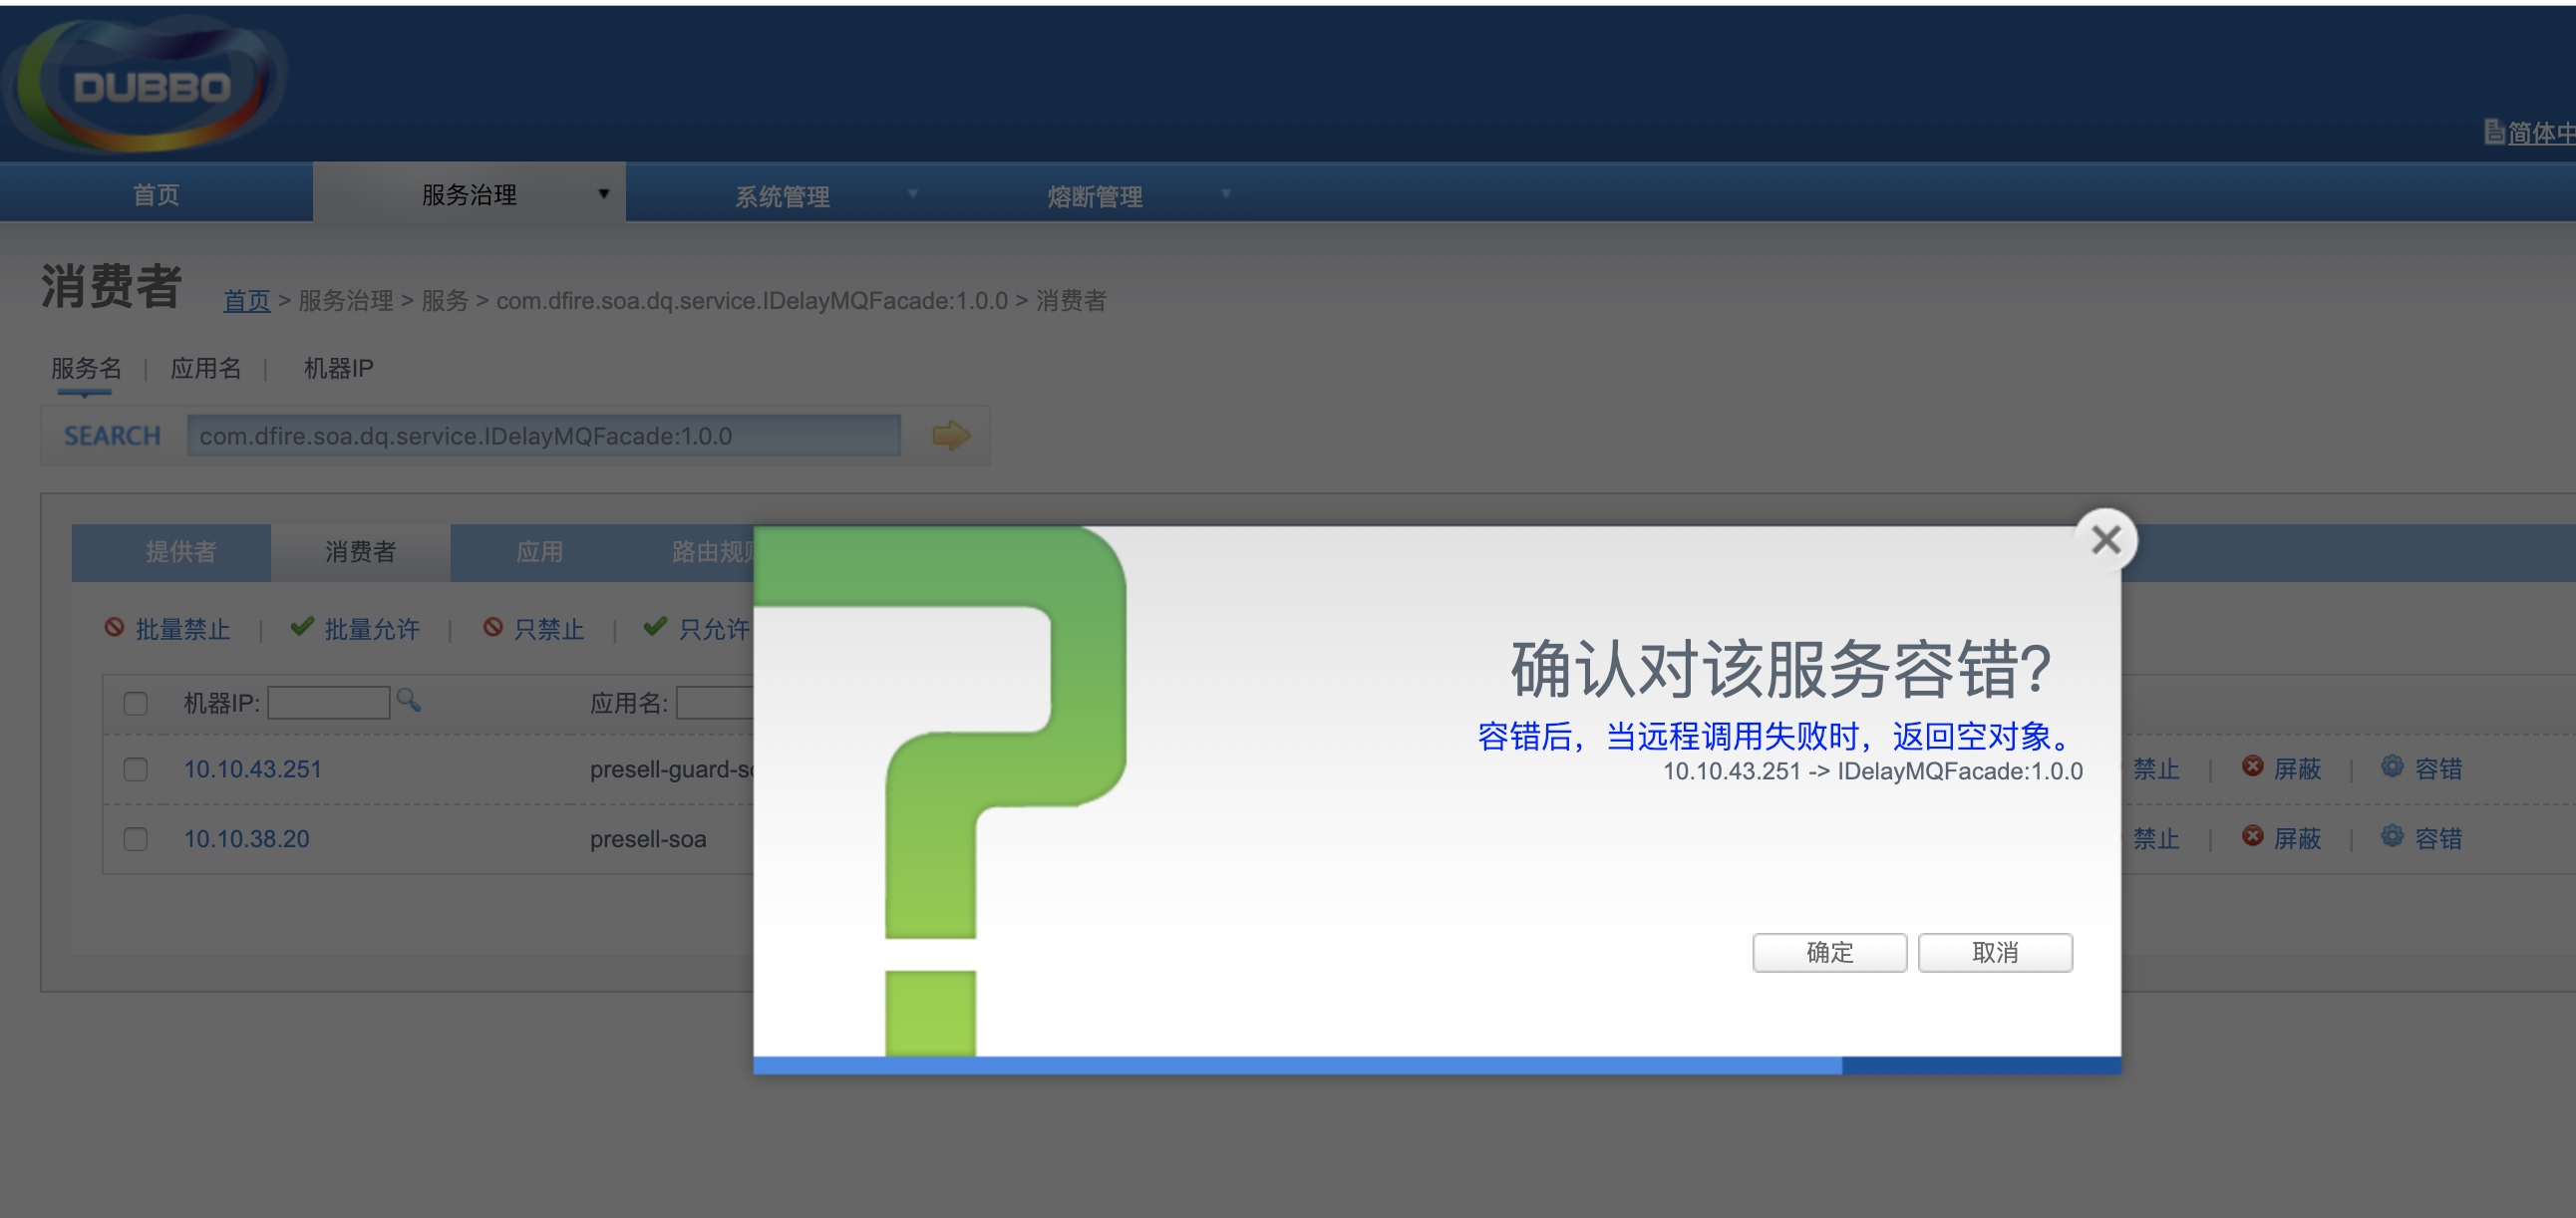 DUBBO
简体中
首页 服务治理 系统管理 熔断管理
消费者 首页 > 服务治理 > 服务 > com.dfire.soa.dq.service.IDelayMQFacade:1.0.0 > 消费者
服务名 | 应用名 | 机器IP
SEARCH com.dfire.soa.dq.service.IDelayMQFacade:1.0.0
提供者 消费者 应用 路由规则
批量禁止 | 批量允许 | 只禁止 | 只允许
机器IP: 应用名:
10.10.43.251 presell-guard-so 禁止 | 屏蔽 | 容错
10.10.38.20 presell-soa 禁止 | 屏蔽 | 容错
确认对该服务容错?
容错后，当远程调用失败时，返回空对象。
10.10.43.251 -> IDelayMQFacade:1.0.0
确定 取消